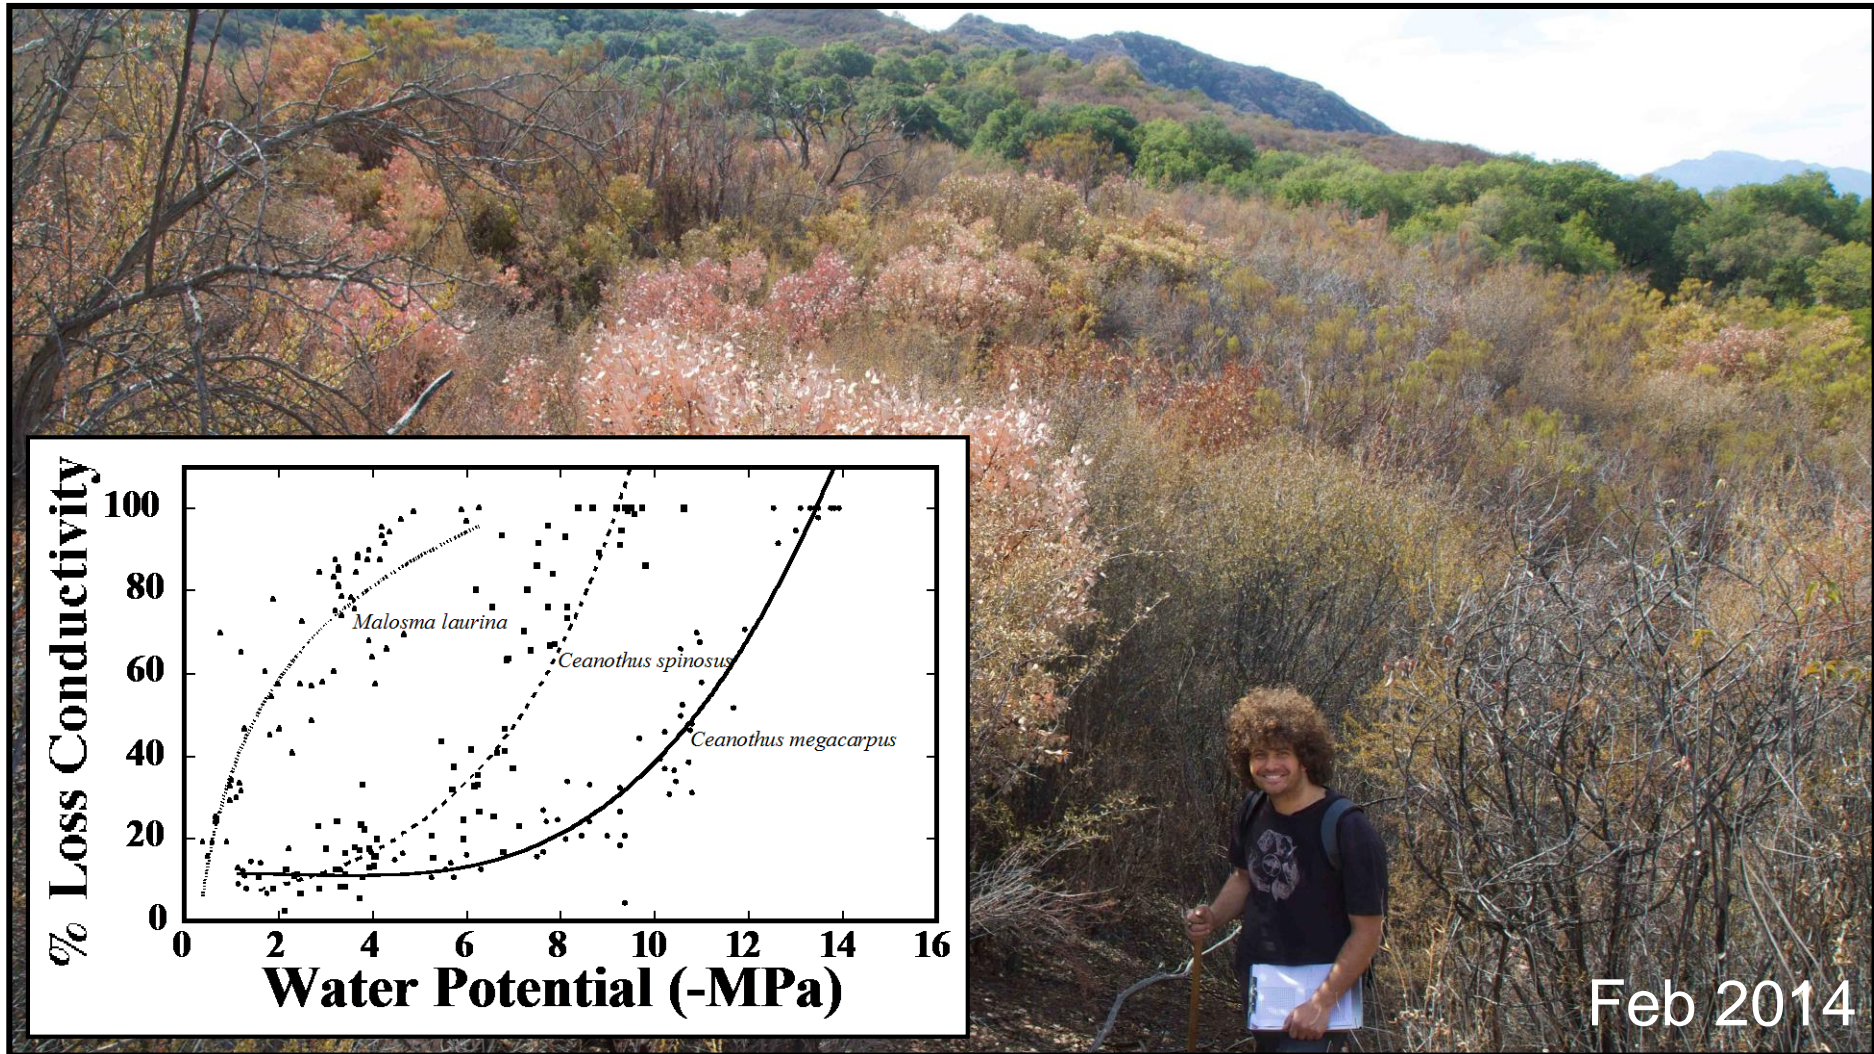 % Loss Conductivity
100
80
60
40
20
0
Malosma laurina
Ceanothus spinosus
Ceanothus megacarpus
0 2 4 6 8 10 12 14 16
Water Potential (-MPa)
Feb 2014